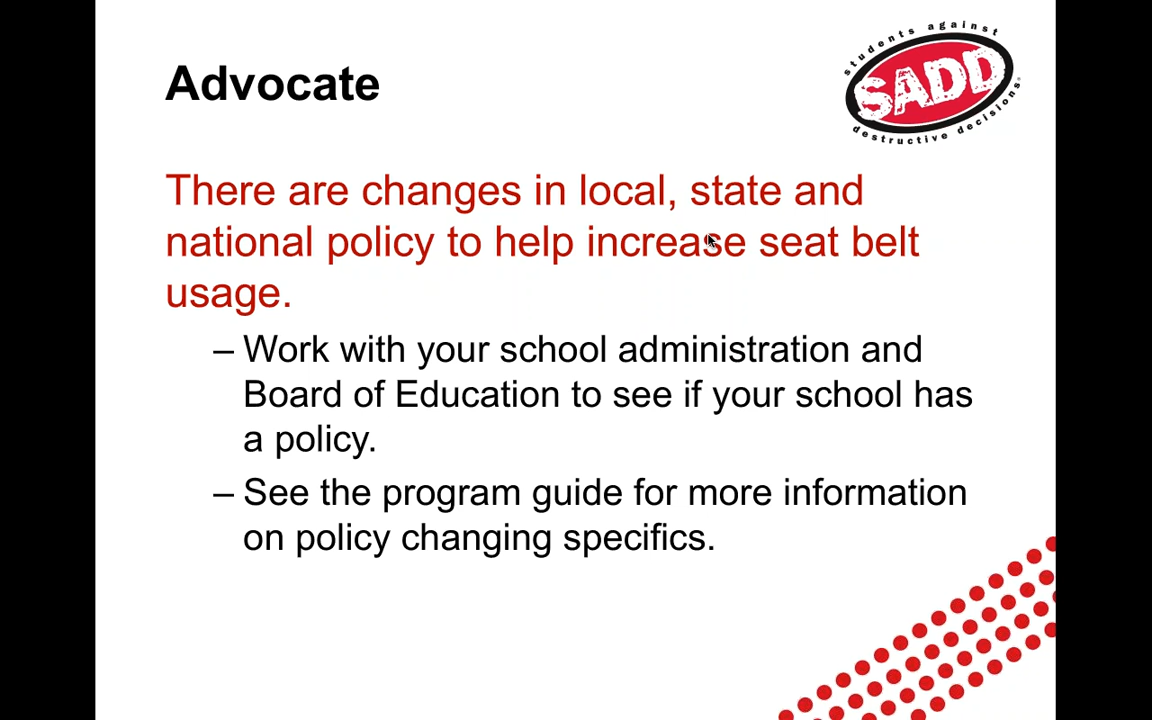 students against
SADD
destructive decisions
Advocate
There are changes in local, state and
national policy to help increase seat belt
usage.
– Work with your school administration and
Board of Education to see if your school has
a policy.
– See the program guide for more information
on policy changing specifics.